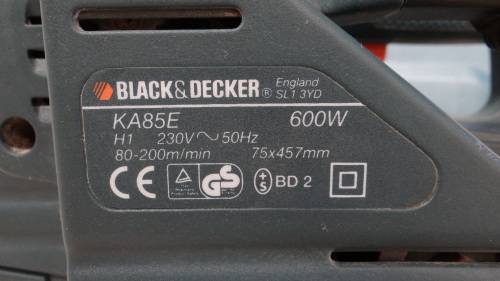 BLACK&DECKER® England
SL1 3YD
KA85E 600W
H1 230V~50Hz
80-200m/min 75x457mm
CE GS +S BD 2